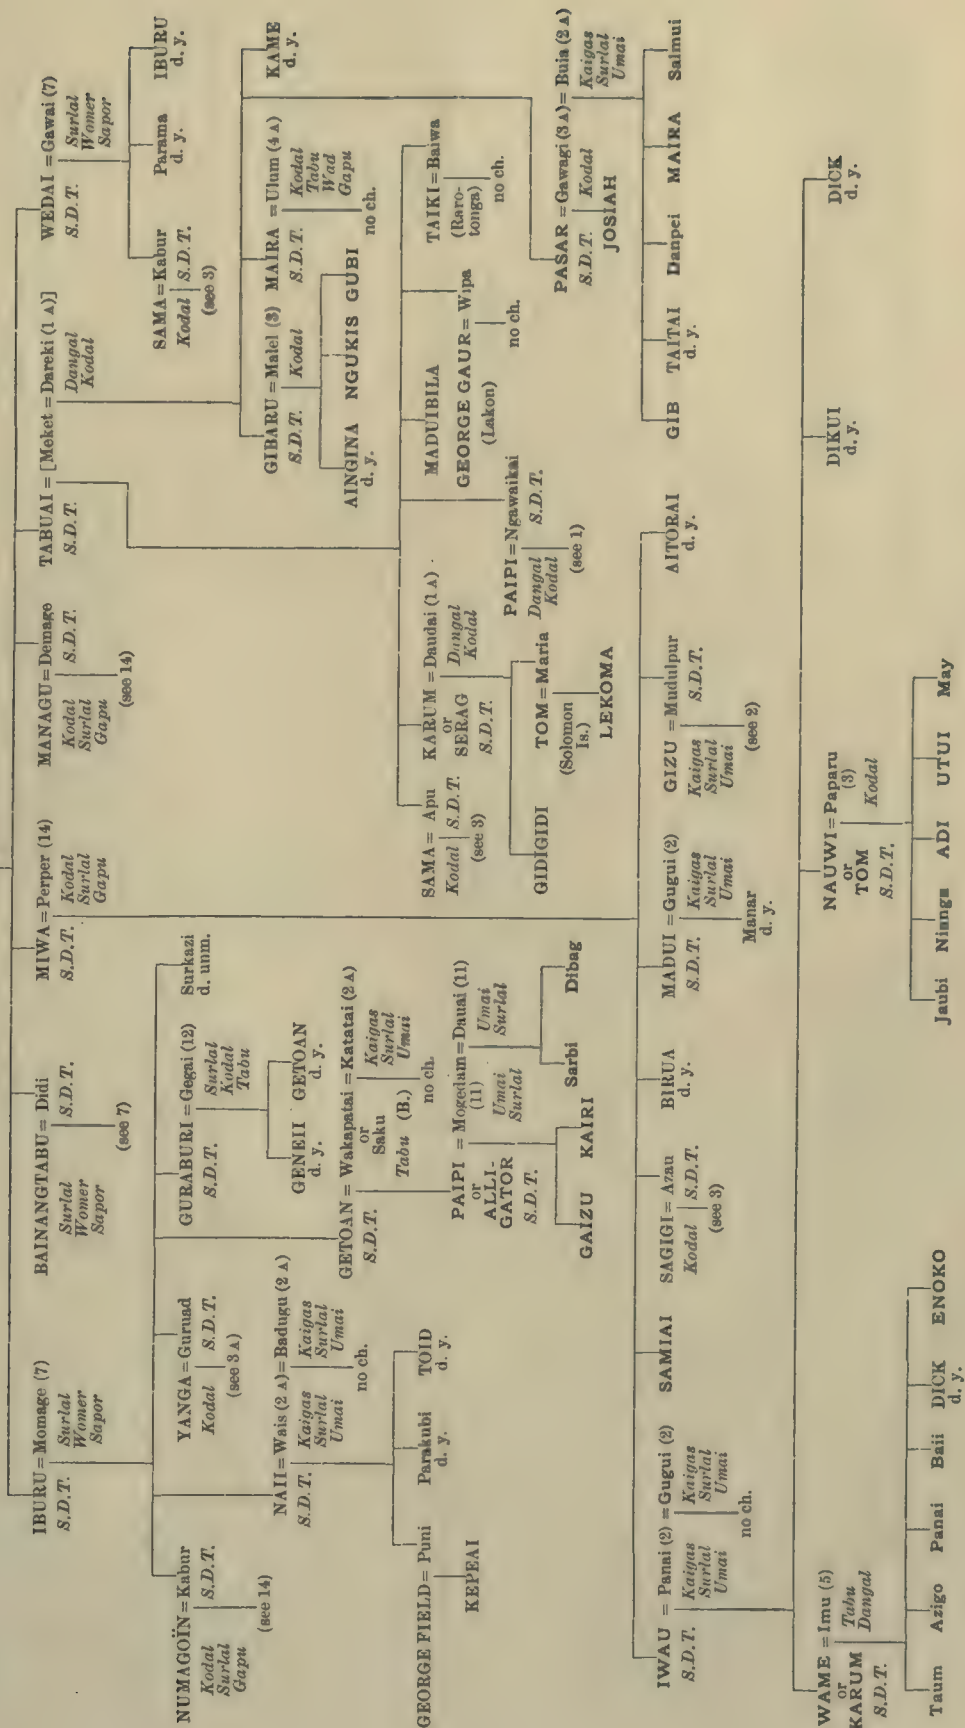 IBURU = Momage (7)
S.D.T.
Surlal
Womer
Sapor
BAINANGTABU = Didi
Surlal
Womer
Sapor
S.D.T.
(see 7)
MIWA = Perper (14)
S.D.T.
Kodal
Surlal
Gapu
MANAGU = Demage
Kodal
Surlal
Gapu
S.D.T.
(see 14)
TABUAI = [Meket = Dareki (1 A)]
S.D.T.
Dangal
Kodal
WEDAI = Gawai (7)
S.D.T.
Surlal
Womer
Sapor
NUMAGOÏN = Kabur
Kodal
Surlal
Gapu
S.D.T.
(see 14)
YANGA = Guruad
Kodal
S.D.T.
(see 3 A)
GURABURI = Gegai (12)
S.D.T.
Surlal
Kodal
Tabu
Surkazi
d. unm.
GENEII
d. y.
GETOAN
d. y.
NAII = Wais (2 A) = Badugu (2 A)
S.D.T.
Kaigas
Surlal
Umai
Kaigas
Surlal
Umai
no ch.
GETOAN = Wakapatai = Katatai (2 A)
S.D.T.
or
Saku
Tabu (B.)
Kaigas
Surlal
Umai
no ch.
GEORGE FIELD = Puni
Parakubi
d. y.
TOID
d. y.
KEPEAI
PAIPI = Mogedam = Dauai (11)
or
ALLI-
GATOR
S.D.T.
(11)
Umai
Surlal
Umai
Surlal
GAIZU
KAIRI
Sarbi
Dibag
SAMA = Kabur
Kodal
S.D.T.
(see 3)
Parama
d. y.
IBURU
d. y.
GIBARU = Malel (3)
S.D.T.
Kodal
MAIRA = Ulum (4 A)
S.D.T.
Kodal
Tabu
Wad
Gapu
no ch.
KAME
d. y.
AINGINA
d. y.
NGUKIS
GUBI
SAMA = Apu
Kodal
S.D.T.
(see 3)
KARUM = Daudai (1 A)
or
SERAG
S.D.T.
Dangal
Kodal
PAIPI = Ngawaikai
Dangal
Kodal
S.D.T.
(see 1)
MADUIBILA
GEORGE GAUR = Wipa
(Lakon)
no ch.
TAIKI = Baiwa
(Raro-
tonga)
no ch.
GIDIGIDI
TOM = Maria
(Solomon
Is.)
LEKOMA
PASAR = Gawagi (3 A) = Buia (2 A)
S.D.T.
Kodal
Kaigas
Surlal
Umai
JOSIAH
GIB
TAITAI
d. y.
Danpei
MAIRA
Salmui
IWAU = Panai (2) = Gugui (2)
S.D.T.
Kaigas
Surlal
Umai
Kaigas
Surlal
Umai
no ch.
SAMIAI
SAGIGI = Azau
Kodal
S.D.T.
(see 3)
BIRUA
d. y.
MADUI = Gugui (2)
S.D.T.
Kaigas
Surlal
Umai
Manar
d. y.
GIZU = Mudulpur
Kaigas
Surlal
Umai
S.D.T.
(see 2)
AITORAI
d. y.
WAME = Imu (5)
or
KARUM
S.D.T.
Tabu
Dangal
NAUWI = Paparu
or
TOM
S.D.T.
(3)
Kodal
DIKUI
d. y.
DICK
d. y.
Taum
Azigo
Panai
Baii
DICK
d. y.
ENOKO
Jaubi
Nianga
ADI
UTUI
May